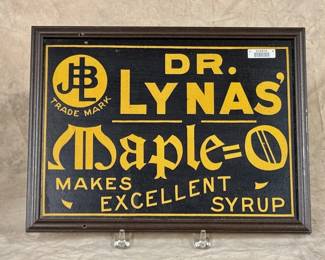 DR.
JBL
TRADE MARK
LYNAS'
Maple=O
MAKES
EXCELLENT
SYRUP